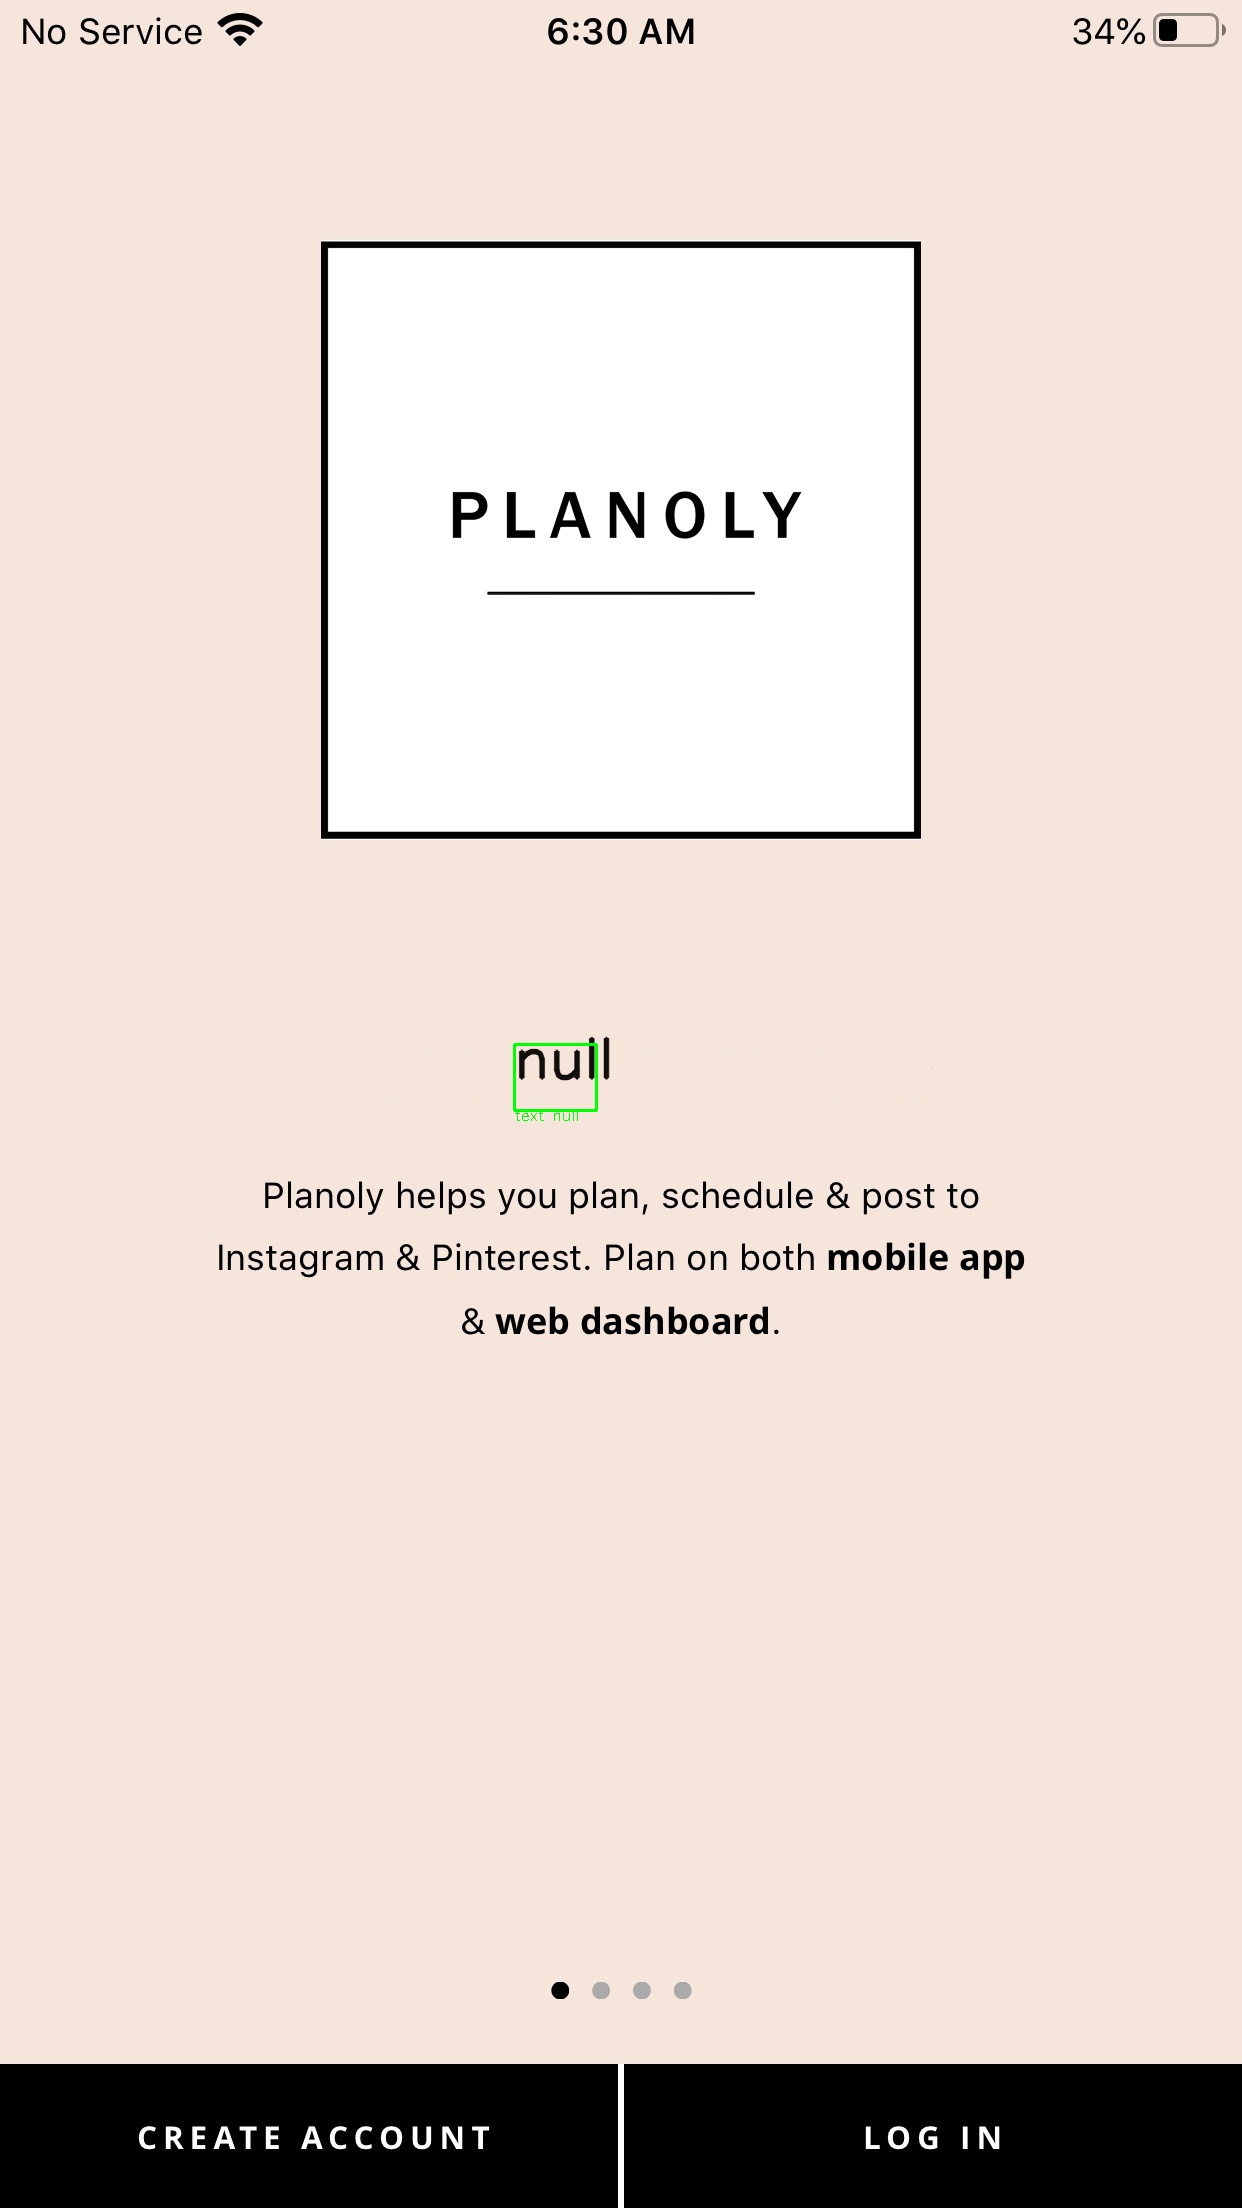 No Service 6:30 AM 34%
PLANOLY
null
text null
Planoly helps you plan, schedule & post to
Instagram & Pinterest. Plan on both mobile app
& web dashboard.
CREATE ACCOUNT LOG IN